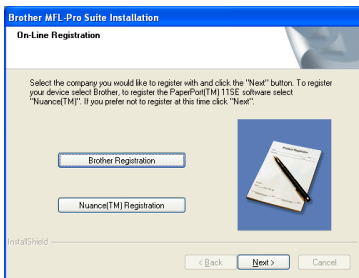 Brother MFL-Pro Suite Installation
On-Line Registration
Select the company you would like to register with and click the "Next" button. To register
your device select Brother, to register the PaperPort(TM) 11SE software select
"Nuance(TM)". If you prefer not to register at this time click "Next".
Brother Registration
Product Registration
Nuance(TM) Registration
InstallShield
< Back
Next >
Cancel